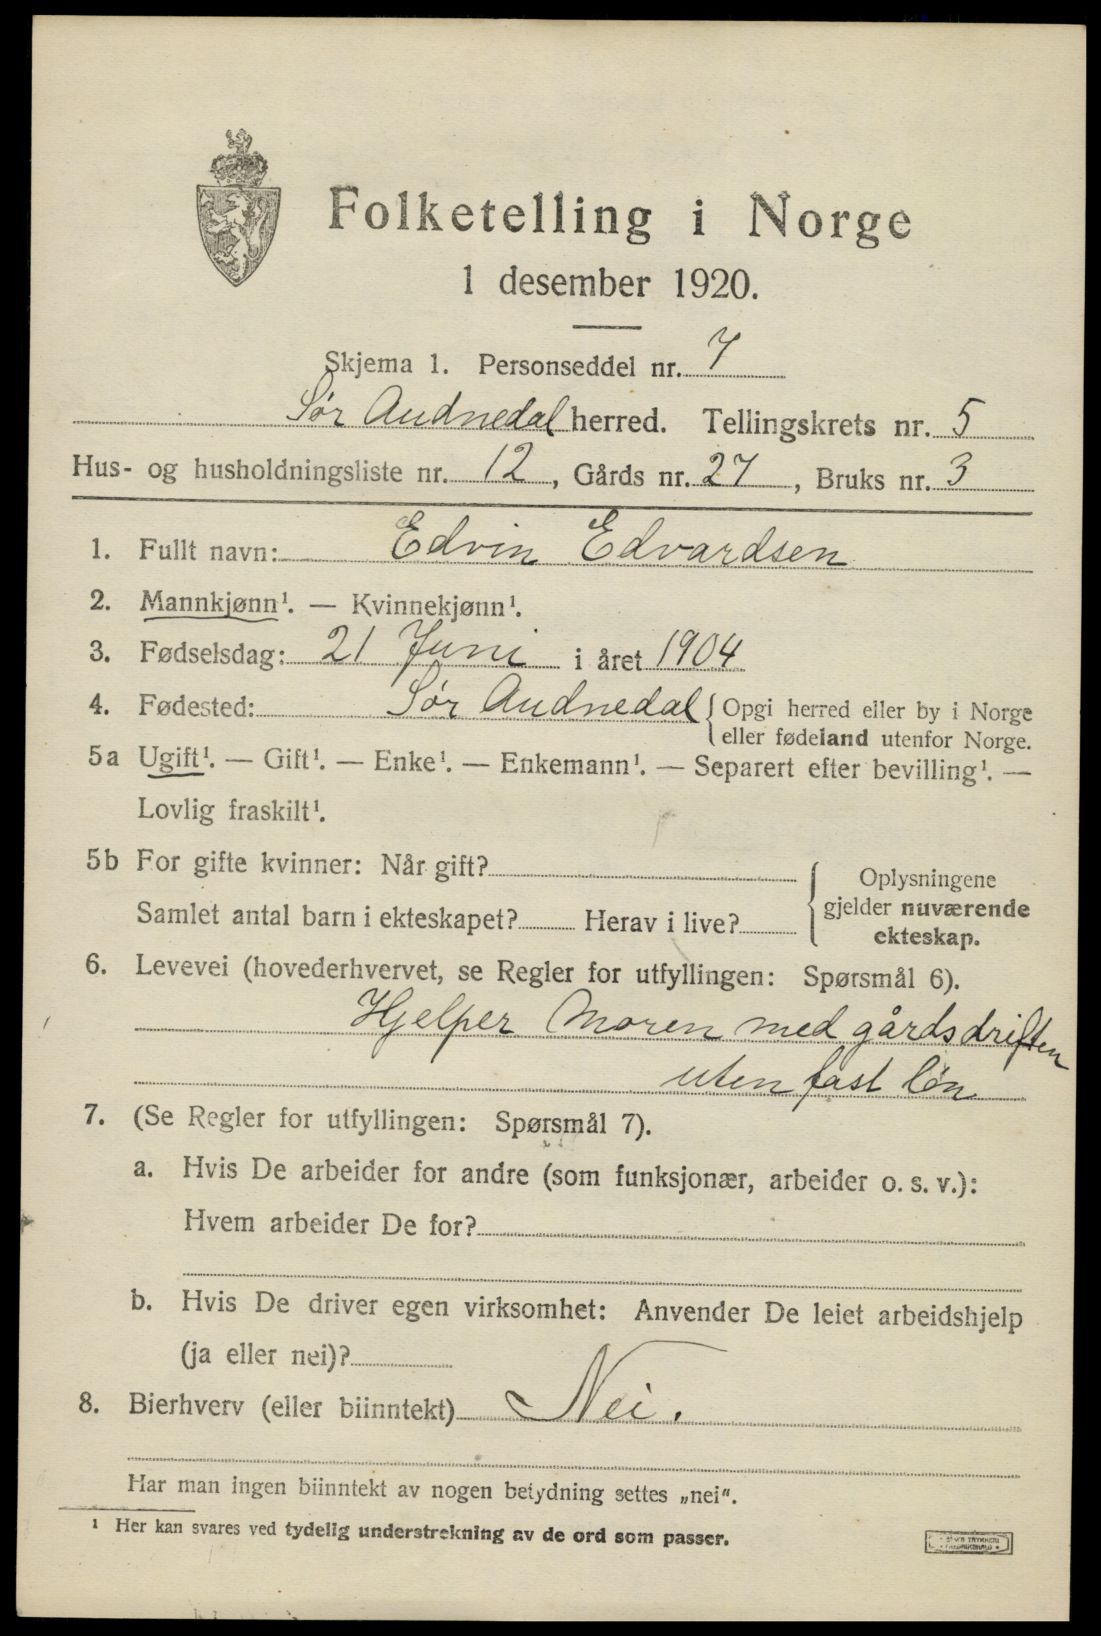 Folketelling i Norge
1 desember 1920.
Skjema 1. Personseddel nr. 7
Sør Audnedal herred. Tellingskrets nr. 5
Hus- og husholdningsliste nr. 12, Gårds nr. 27, Bruks nr. 3
1. Fullt navn: Edvin Edvardsen
2. Mannkjønn¹. — Kvinnekjønn¹.
3. Fødselsdag: 21 Juni i året 1904
4. Fødested: Sør Audnedal { Opgi herred eller by i Norge
eller fødeland utenfor Norge.
5a Ugift¹. — Gift¹. — Enke¹. — Enkemann¹. — Separert efter bevilling¹. —
Lovlig fraskilt¹.
5b For gifte kvinner: Når gift?
Samlet antal barn i ekteskapet? Herav i live?
{ Oplysningene
gjelder nuværende
ekteskap.
6. Levevei (hovederhvervet, se Regler for utfyllingen: Spørsmål 6).
Hjelper Moren med gårdsdriften
uten fast løn
7. (Se Regler for utfyllingen: Spørsmål 7).
a. Hvis De arbeider for andre (som funksjonær, arbeider o. s. v.):
Hvem arbeider De for?
b. Hvis De driver egen virksomhet: Anvender De leiet arbeidshjelp
(ja eller nei)?
8. Bierhverv (eller biinntekt) Nei.
Har man ingen biinntekt av nogen betydning settes „nei".
¹ Her kan svares ved tydelig understrekning av de ord som passer.